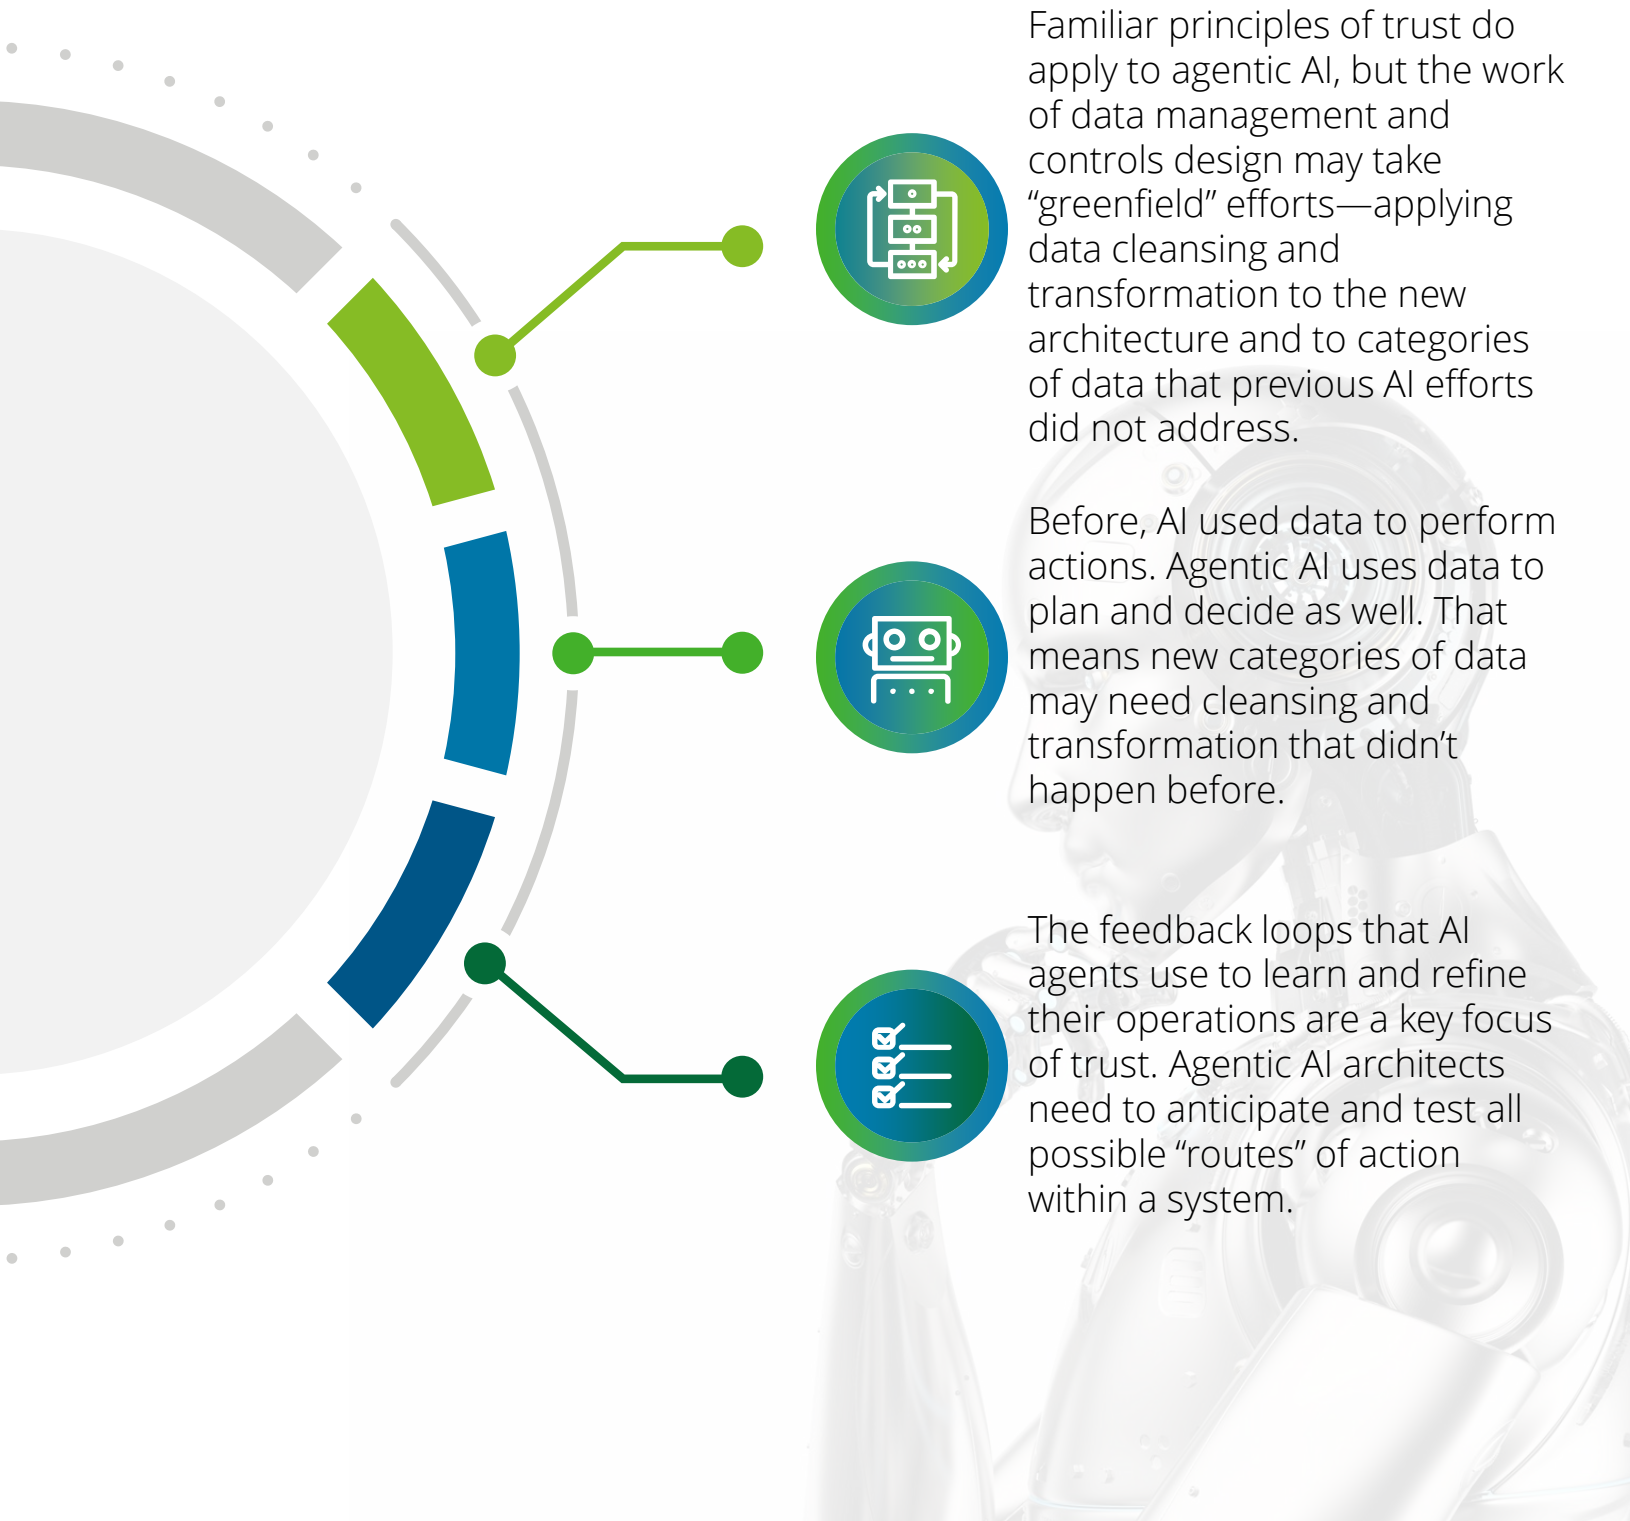 Familiar principles of trust do
apply to agentic AI, but the work
of data management and
controls design may take
“greenfield” efforts—applying
data cleansing and
transformation to the new
architecture and to categories
of data that previous AI efforts
did not address.
Before, AI used data to perform
actions. Agentic AI uses data to
plan and decide as well. That
means new categories of data
may need cleansing and
transformation that didn’t
happen before.
The feedback loops that AI
agents use to learn and refine
their operations are a key focus
of trust. Agentic AI architects
need to anticipate and test all
possible “routes” of action
within a system.